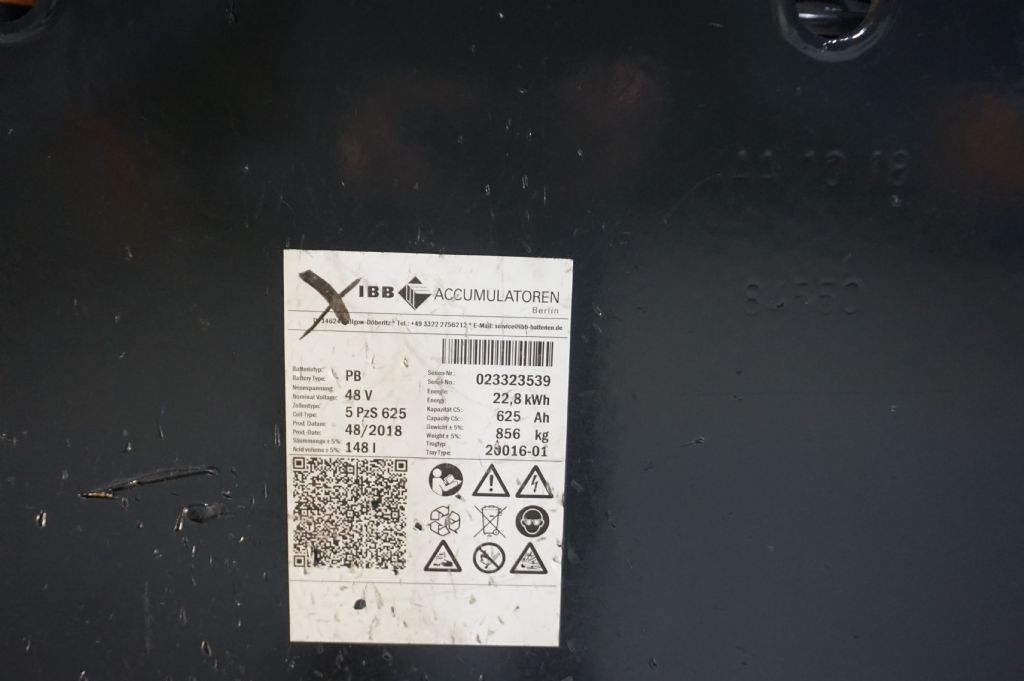 IBB ACCUMULATOREN
Berlin
Tel.: +49 3322 2756212 * E-Mail: service@ibb-batterien.de
Batterietyp:
Battery Type: PB
Nennspannung:
Nominal Voltage: 48 V
Zellentyp:
Cell Type: 5 PzS 625
Prod. Datum:
Prod.-Date: 48/2018
Säuremenge ± 5%:
Acid volume ± 5%: 148 l
Serien-Nr.:
Serial-No.: 023323539
Energie:
Energy: 22,8 kWh
Kapazität C5:
Capacity C5: 625 Ah
Gewicht ± 5%:
Weight ± 5%: 856 kg
Trogtyp:
Tray Type: 20016-01